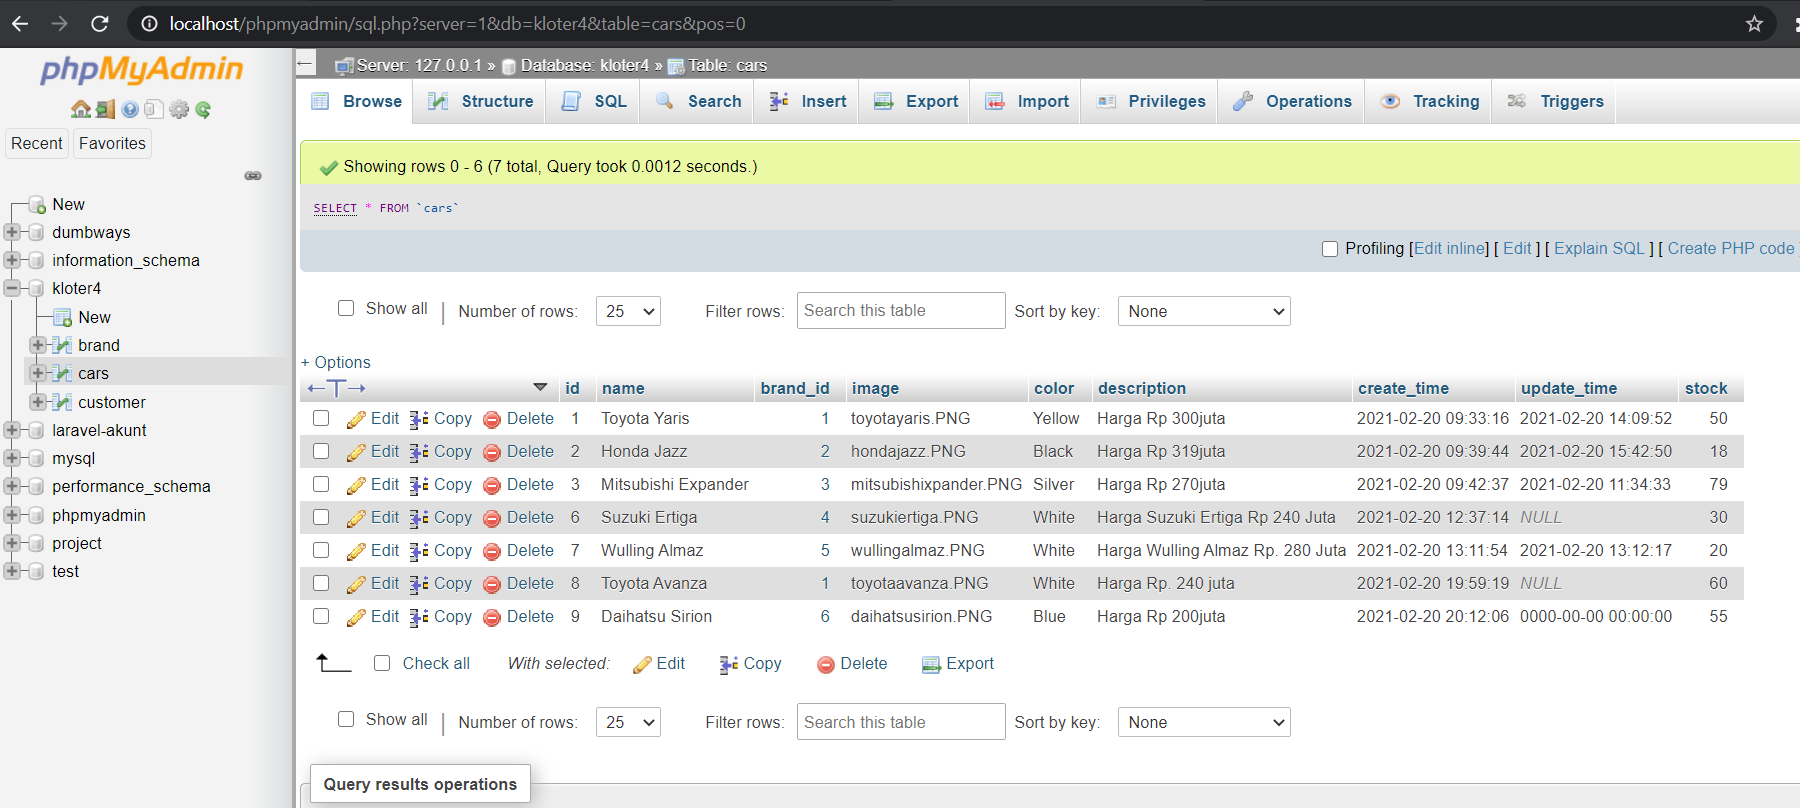 localhost/phpmyadmin/sql.php?server=1&db=kloter4&table=cars&pos=0
phpMyAdmin
Recent Favorites
New
dumbways
information_schema
kloter4
New
brand
cars
customer
laravel-akunt
mysql
performance_schema
phpmyadmin
project
test
Server: 127.0.0.1 » Database: kloter4 » Table: cars
Browse Structure SQL Search Insert Export Import Privileges Operations Tracking Triggers
Showing rows 0 - 6 (7 total, Query took 0.0012 seconds.)
SELECT * FROM `cars`
Profiling [Edit inline] [ Edit ] [ Explain SQL ] [ Create PHP code ]
Show all | Number of rows: 25 Filter rows: Search this table Sort by key: None
+ Options
←T→ id name brand_id image color description create_time update_time stock
Edit Copy Delete 1 Toyota Yaris 1 toyotayaris.PNG Yellow Harga Rp 300juta 2021-02-20 09:33:16 2021-02-20 14:09:52 50
Edit Copy Delete 2 Honda Jazz 2 hondajazz.PNG Black Harga Rp 319juta 2021-02-20 09:39:44 2021-02-20 15:42:50 18
Edit Copy Delete 3 Mitsubishi Expander 3 mitsubishixpander.PNG Silver Harga Rp 270juta 2021-02-20 09:42:37 2021-02-20 11:34:33 79
Edit Copy Delete 6 Suzuki Ertiga 4 suzukiertiga.PNG White Harga Suzuki Ertiga Rp 240 Juta 2021-02-20 12:37:14 NULL 30
Edit Copy Delete 7 Wulling Almaz 5 wullingalmaz.PNG White Harga Wulling Almaz Rp. 280 Juta 2021-02-20 13:11:54 2021-02-20 13:12:17 20
Edit Copy Delete 8 Toyota Avanza 1 toyotaavanza.PNG White Harga Rp. 240 juta 2021-02-20 19:59:19 NULL 60
Edit Copy Delete 9 Daihatsu Sirion 6 daihatsusirion.PNG Blue Harga Rp 200juta 2021-02-20 20:12:06 0000-00-00 00:00:00 55
Check all With selected: Edit Copy Delete Export
Show all | Number of rows: 25 Filter rows: Search this table Sort by key: None
Query results operations